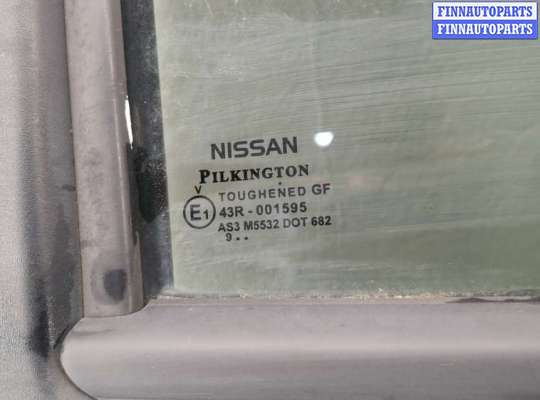 FINNAUTOPARTS
FINNAUTOPARTS
NISSAN
PILKINGTON
V
TOUGHENED GF
E1 43R - 001595
AS3 M5532 DOT 682
9 . .